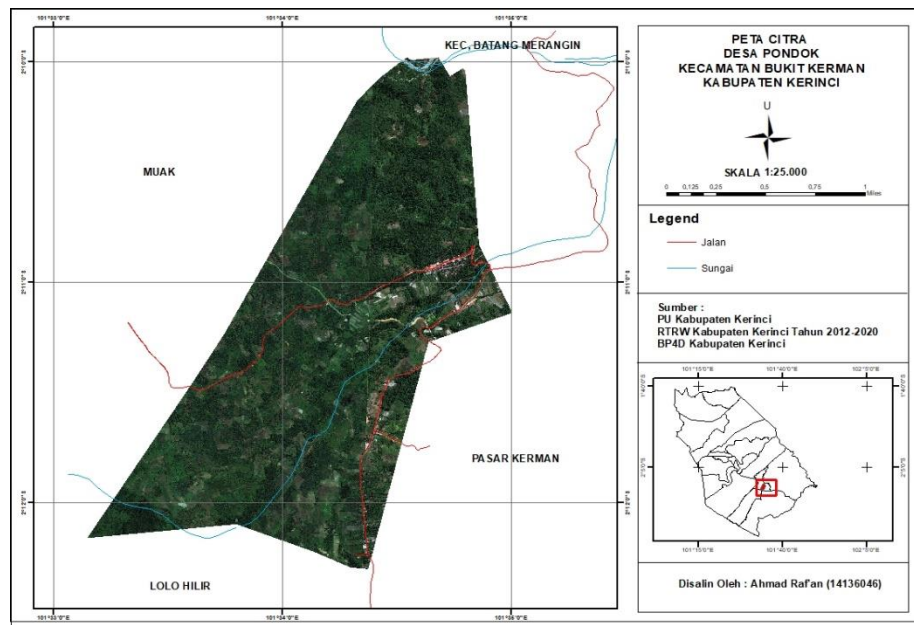 KEC. BATANG MERANGIN
MUAK
PASAR KERMAN
LOLO HILIR
PETA CITRA
DESA PONDOK
KECAMATAN BUKIT KERMAN
KABUPATEN KERINCI
U
SKALA 1:25.000
0 0,125 0,25 0,5 0,75 1
Miles
Legend
Jalan
Sungai
Sumber :
PU Kabupaten Kerinci
RTRW Kabupaten Kerinci Tahun 2012-2020
BP4D Kabupaten Kerinci
Disalin Oleh : Ahmad Raf'an (14136046)